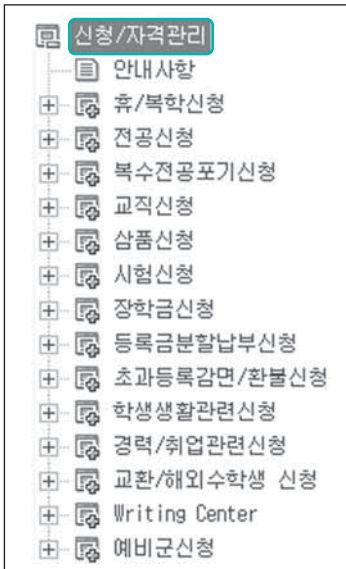 신청/자격관리
안내사항
휴/복학신청
전공신청
복수전공포기신청
교직신청
삼품신청
시험신청
장학금신청
등록금분할납부신청
초과등록감면/환불신청
학생생활관련신청
경력/취업관련신청
교환/해외수학생 신청
Writing Center
예비군신청